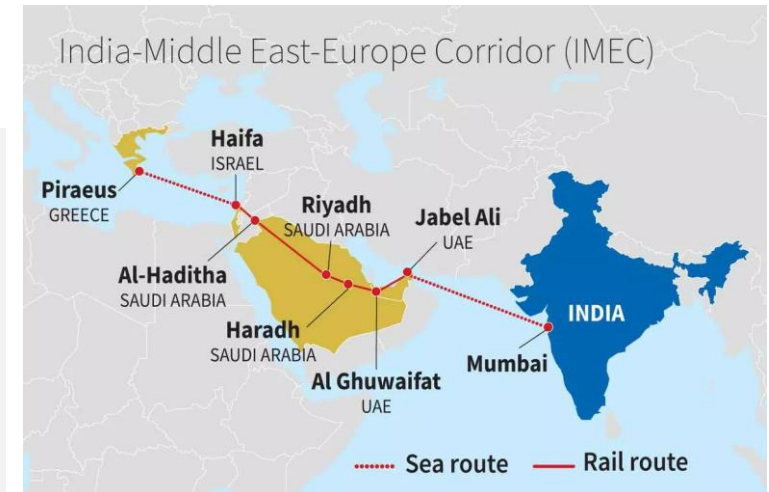 India-Middle East-Europe Corridor (IMEC)
Haifa
ISRAEL
Piraeus
GREECE
Riyadh
SAUDI ARABIA
Jabel Ali
UAE
Al-Haditha
SAUDI ARABIA
Haradh
SAUDI ARABIA
Al Ghuwaifat
UAE
INDIA
Mumbai
Sea route
Rail route